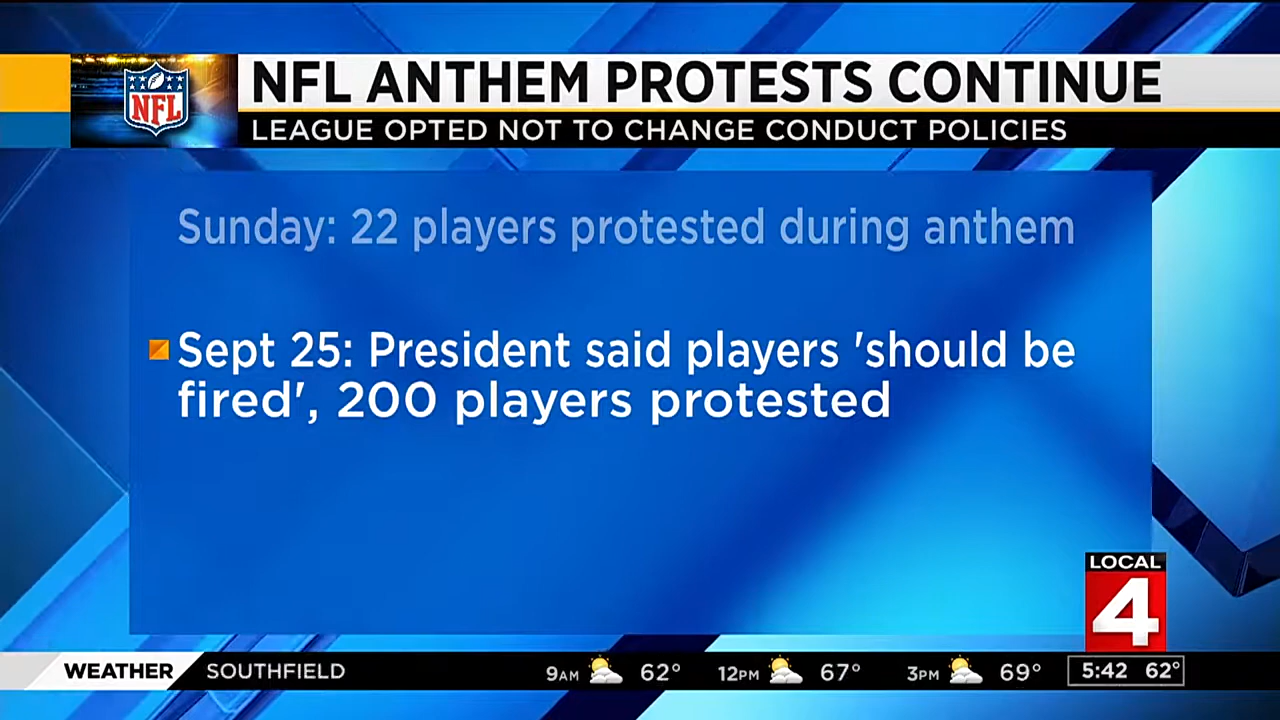 NFL
NFL ANTHEM PROTESTS CONTINUE
LEAGUE OPTED NOT TO CHANGE CONDUCT POLICIES
Sunday: 22 players protested during anthem
Sept 25: President said players 'should be
fired', 200 players protested
LOCAL
4
WEATHER SOUTHFIELD 9AM 62° 12PM 67° 3PM 69° 5:42 62°